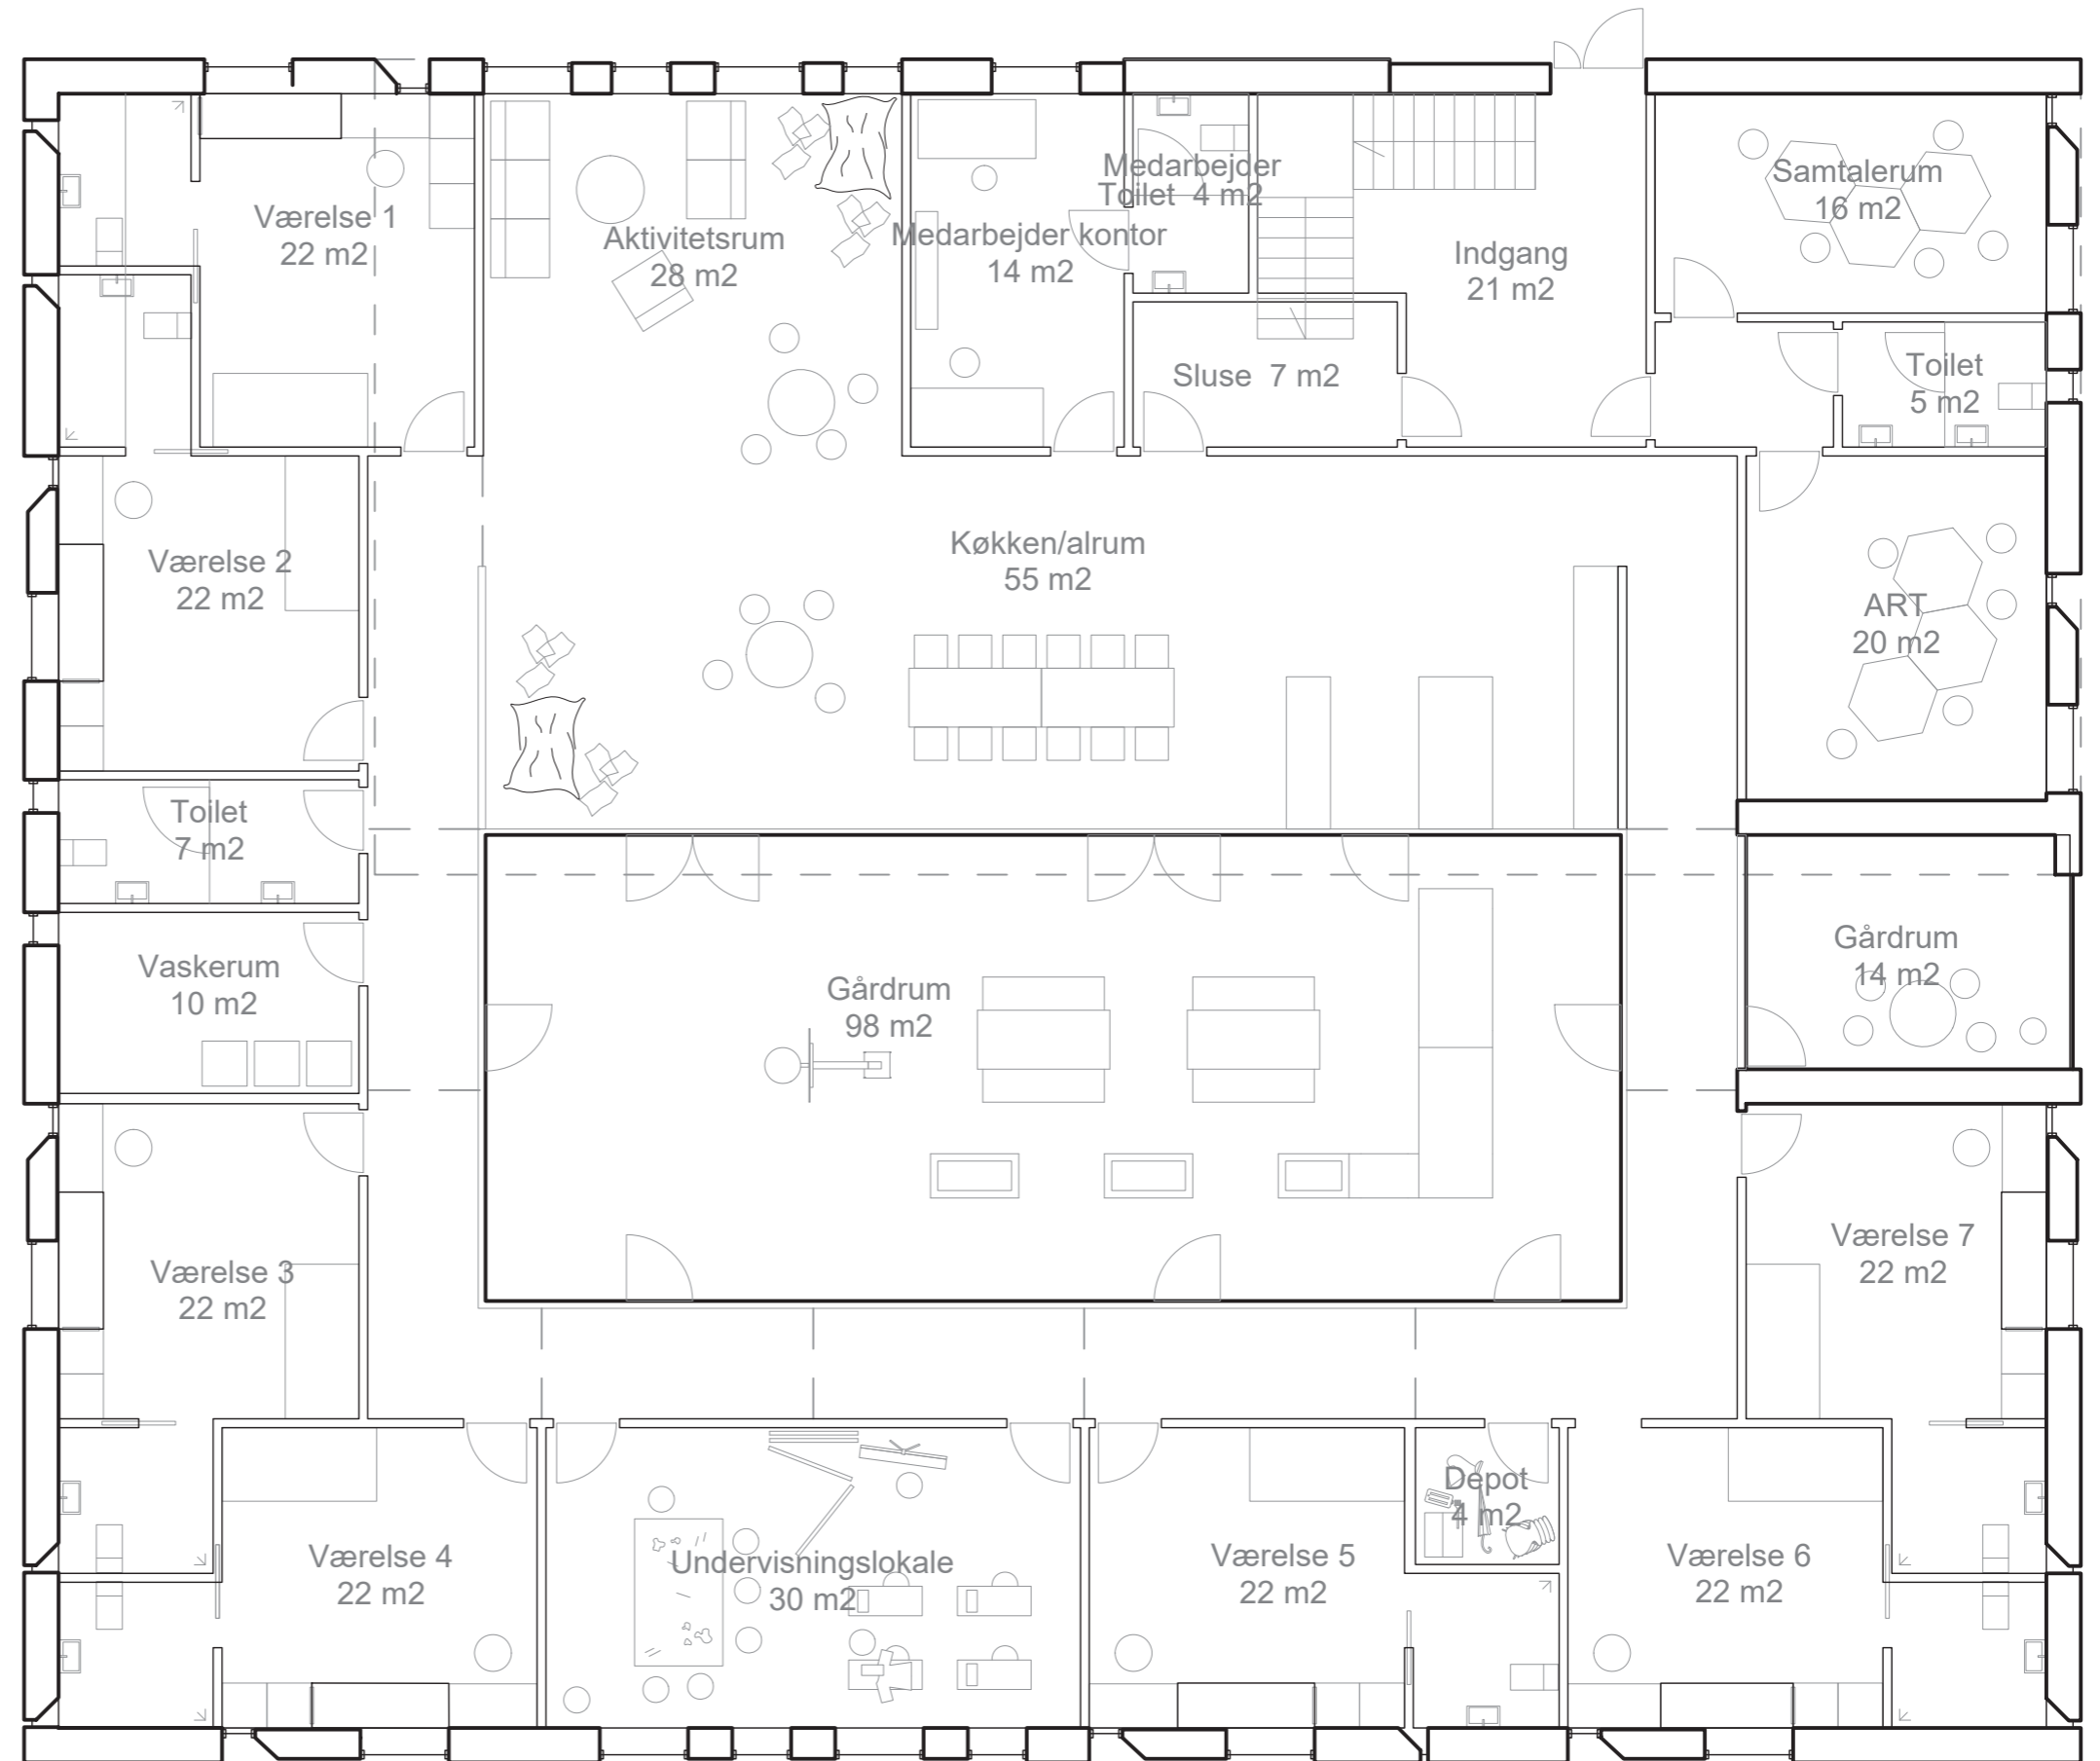 Værelse 1
22 m2
Aktivitetsrum
28 m2
Medarbejder kontor
14 m2
Medarbejder
Toilet 4 m2
Indgang
21 m2
Samtalerum
16 m2
Sluse 7 m2
Toilet
5 m2
Værelse 2
22 m2
Køkken/alrum
55 m2
ART
20 m2
Toilet
7 m2
Vaskerum
10 m2
Gårdrum
98 m2
Gårdrum
14 m2
Værelse 3
22 m2
Værelse 7
22 m2
Værelse 4
22 m2
Undervisningslokale
30 m2
Værelse 5
22 m2
Depot
4 m2
Værelse 6
22 m2